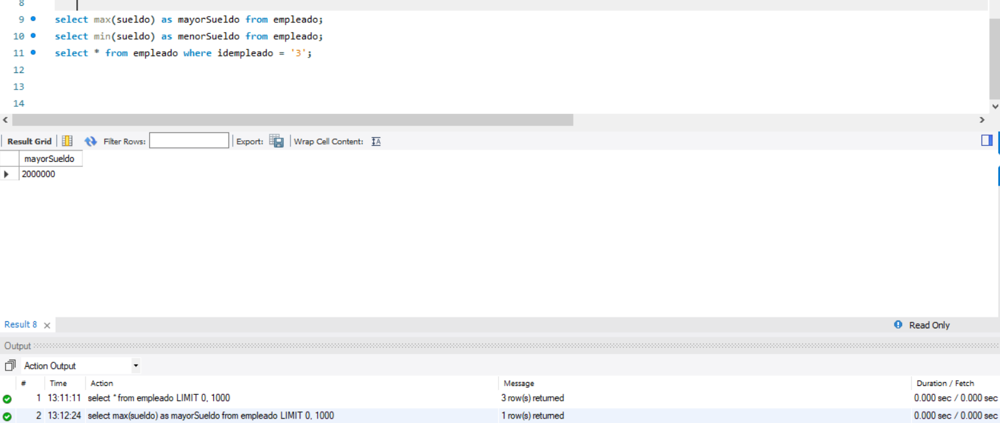 8
9 select max(sueldo) as mayorSueldo from empleado;
10 select min(sueldo) as menorSueldo from empleado;
11 select * from empleado where idempleado = '3';
12
13
14
Result Grid Filter Rows: Export: Wrap Cell Content: IA
mayorSueldo
2000000
Result 8 Read Only
Output
Action Output
# Time Action Message Duration / Fetch
1 13:11:11 select * from empleado LIMIT 0, 1000 3 row(s) returned 0.000 sec / 0.000 sec
2 13:12:24 select max(sueldo) as mayorSueldo from empleado LIMIT 0, 1000 1 row(s) returned 0.000 sec / 0.000 sec